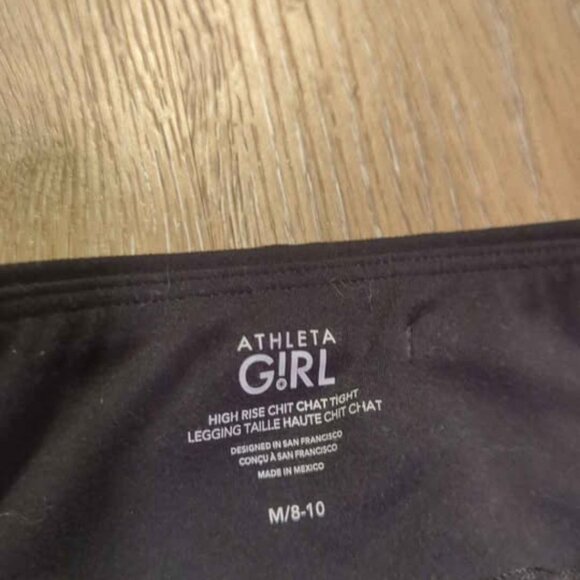 ATHLETA
G!RL
HIGH RISE CHIT CHAT TIGHT
LEGGING TAILLE HAUTE CHIT CHAT
DESIGNED IN SAN FRANCISCO
CONÇU À SAN FRANCISCO
MADE IN MEXICO
M/8-10